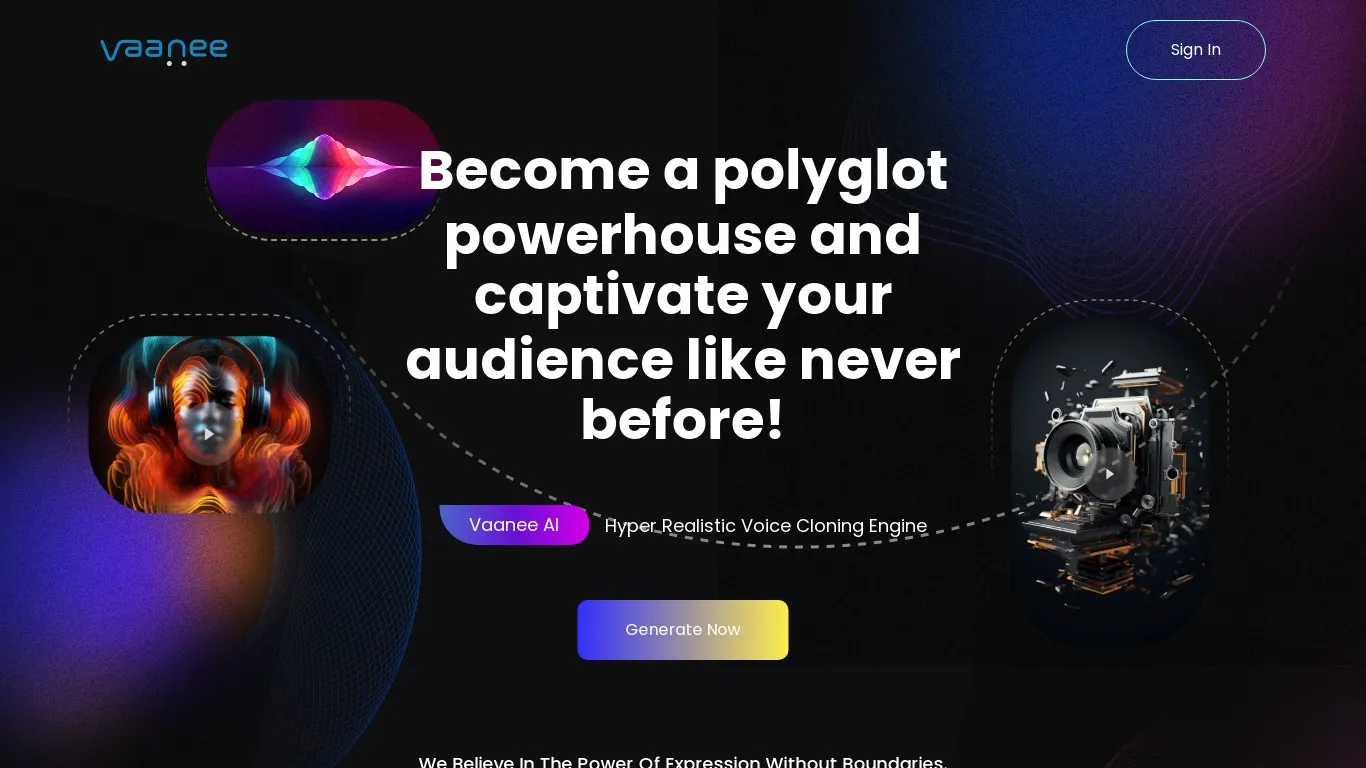 vaanee
Sign In
Become a polyglot
powerhouse and
captivate your
audience like never
before!
Vaanee AI
Hyper Realistic Voice Cloning Engine
Generate Now
We Believe In The Power Of Expression Without Boundaries.